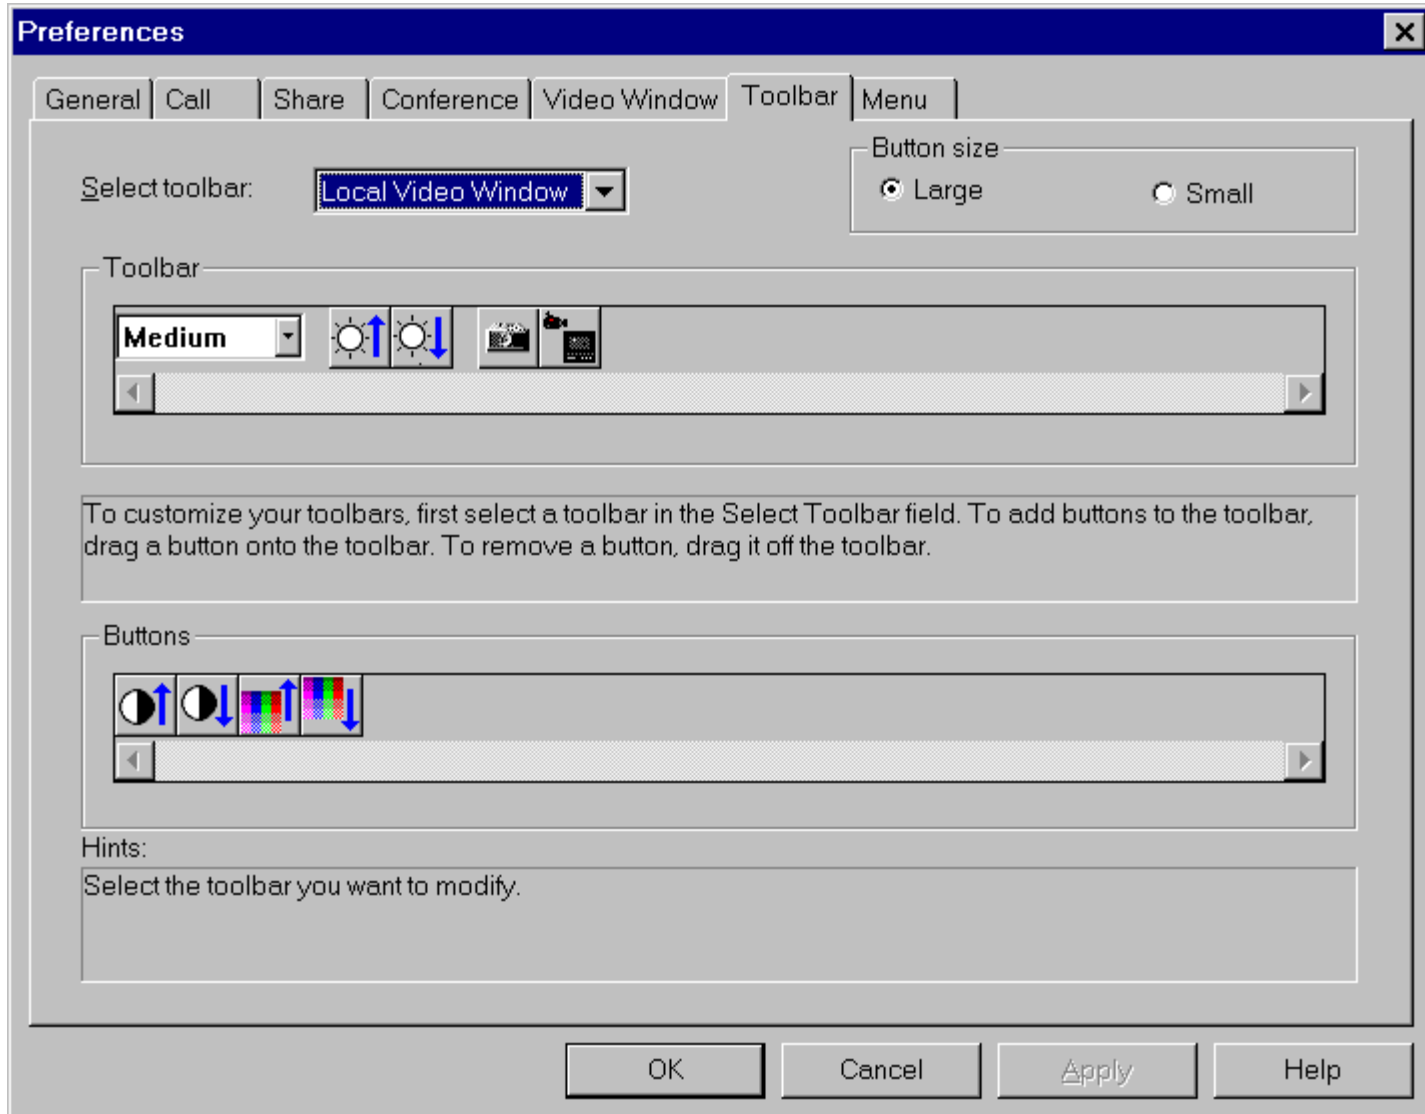 Preferences
General Call Share Conference Video Window Toolbar Menu
Button size
Select toolbar: Local Video Window Large Small
Toolbar
Medium
To customize your toolbars, first select a toolbar in the Select Toolbar field. To add buttons to the toolbar,
drag a button onto the toolbar. To remove a button, drag it off the toolbar.
Buttons
Hints:
Select the toolbar you want to modify.
OK Cancel Apply Help